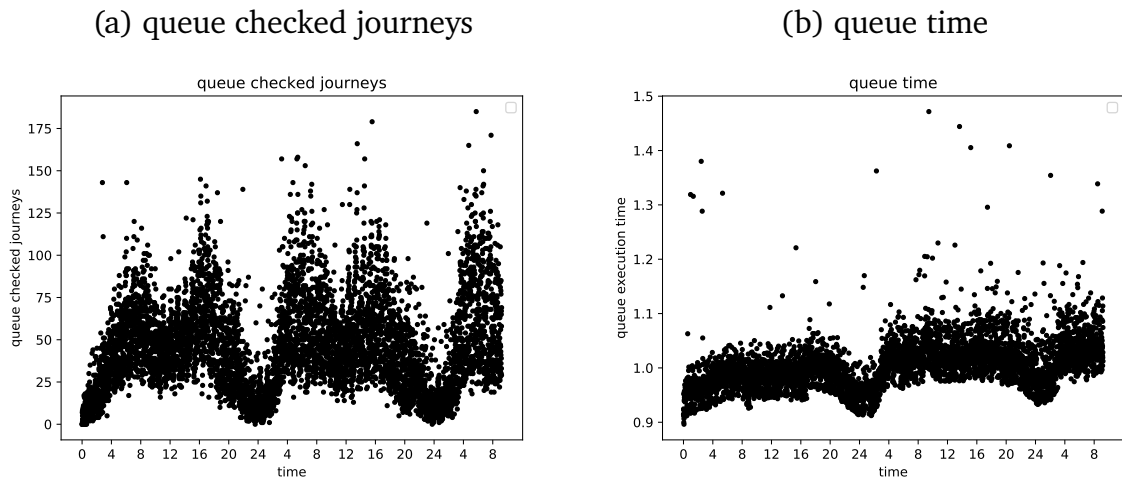 (a) queue checked journeys
(b) queue time
queue checked journeys
175
150
125
100
75
50
25
0
queue checked journeys
0 4 8 12 16 20 24 4 8 12 16 20 24 4 8
time
queue time
1.5
1.4
1.3
1.2
1.1
1.0
0.9
queue execution time
0 4 8 12 16 20 24 4 8 12 16 20 24 4 8
time